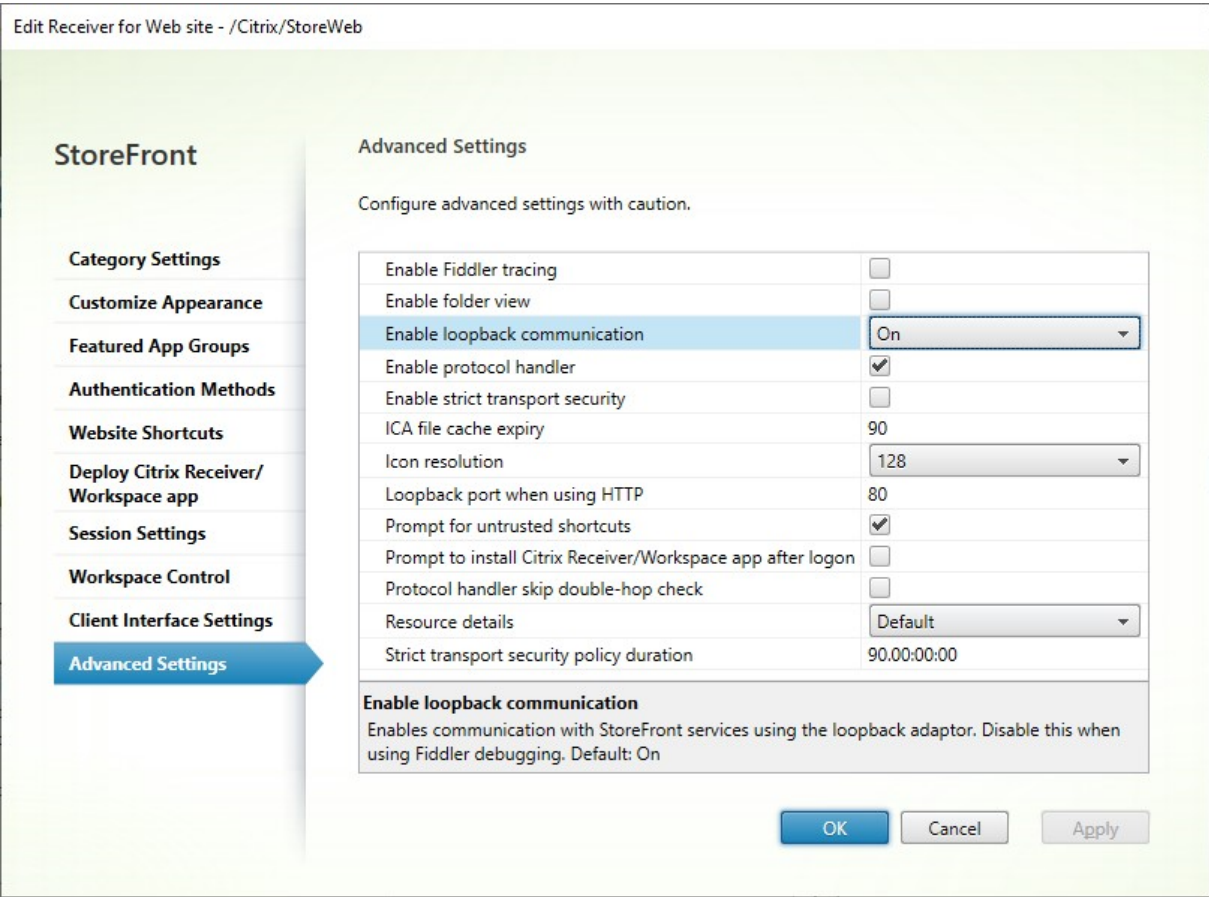 Edit Receiver for Web site - /Citrix/StoreWeb
StoreFront
Category Settings
Customize Appearance
Featured App Groups
Authentication Methods
Website Shortcuts
Deploy Citrix Receiver/
Workspace app
Session Settings
Workspace Control
Client Interface Settings
Advanced Settings
Advanced Settings
Configure advanced settings with caution.
Enable Fiddler tracing
Enable folder view
Enable loopback communication On
Enable protocol handler
Enable strict transport security
ICA file cache expiry 90
Icon resolution 128
Loopback port when using HTTP 80
Prompt for untrusted shortcuts
Prompt to install Citrix Receiver/Workspace app after logon
Protocol handler skip double-hop check
Resource details Default
Strict transport security policy duration 90.00:00:00
Enable loopback communication
Enables communication with StoreFront services using the loopback adaptor. Disable this when
using Fiddler debugging. Default: On
OK Cancel Apply